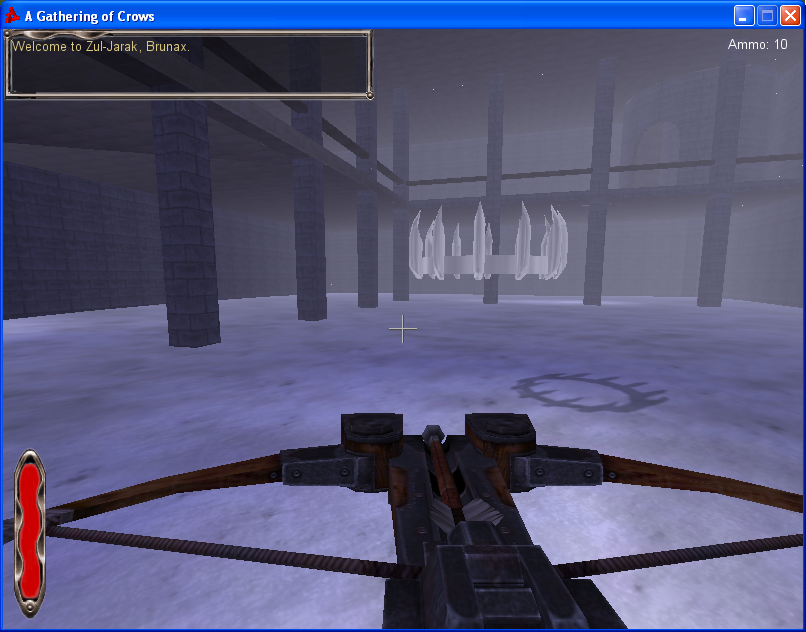 A Gathering of Crows
Welcome to Zul-Jarak, Brunax.
Ammo: 10